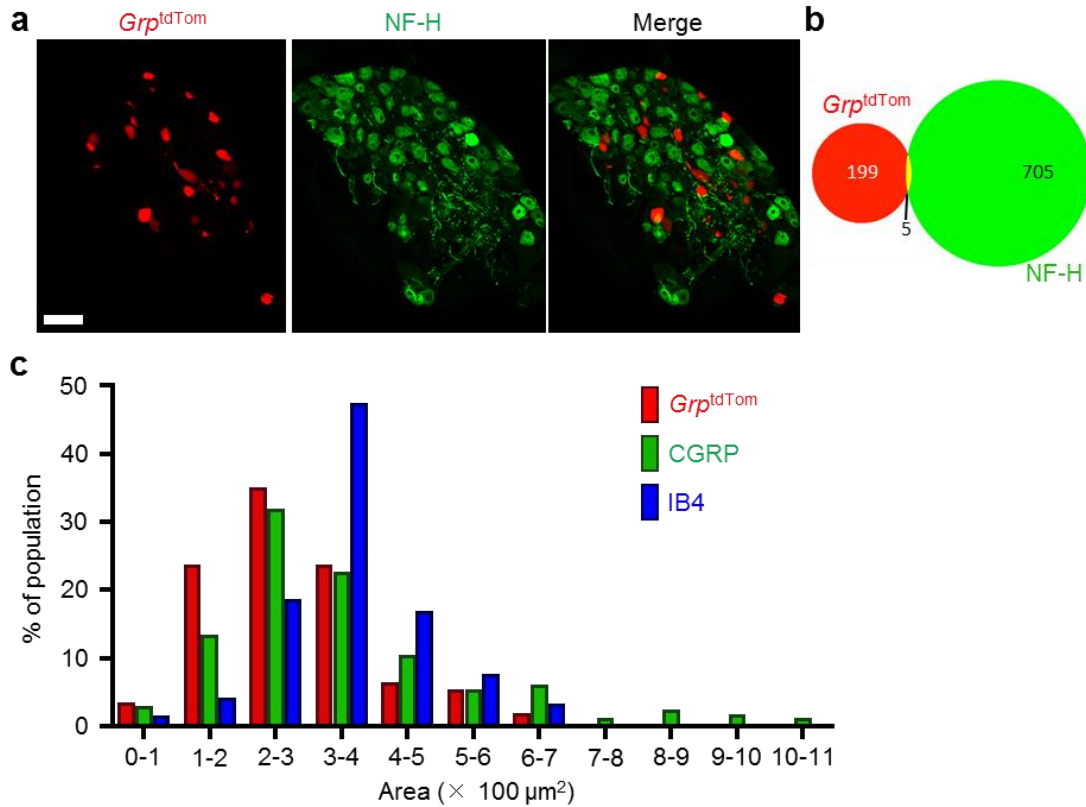 a
Grp^tdTom
NF-H
Merge
b
Grp^tdTom
199
705
5
NF-H
c
50
40
30
20
10
0
% of population
Grp^tdTom
CGRP
IB4
0-1 1-2 2-3 3-4 4-5 5-6 6-7 7-8 8-9 9-10 10-11
Area (× 100 µm²)